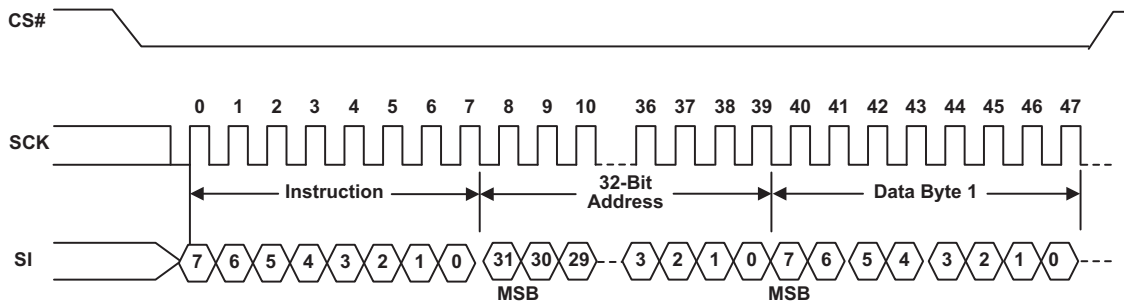 CS#
0 1 2 3 4 5 6 7 8 9 10 36 37 38 39 40 41 42 43 44 45 46 47
SCK
Instruction 32-Bit Address Data Byte 1
SI 7 6 5 4 3 2 1 0 31 30 29 3 2 1 0 7 6 5 4 3 2 1 0
MSB MSB